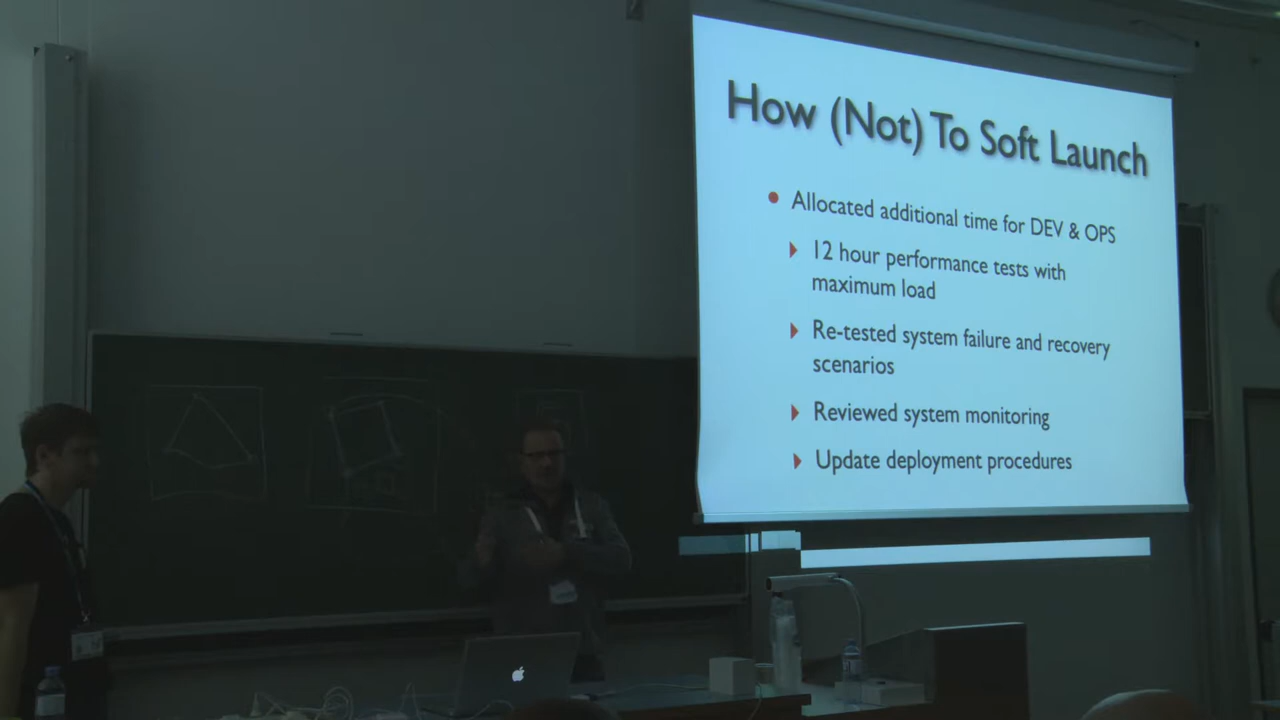 How (Not) To Soft Launch
Allocated additional time for DEV & OPS
12 hour performance tests with
maximum load
Re-tested system failure and recovery
scenarios
Reviewed system monitoring
Update deployment procedures